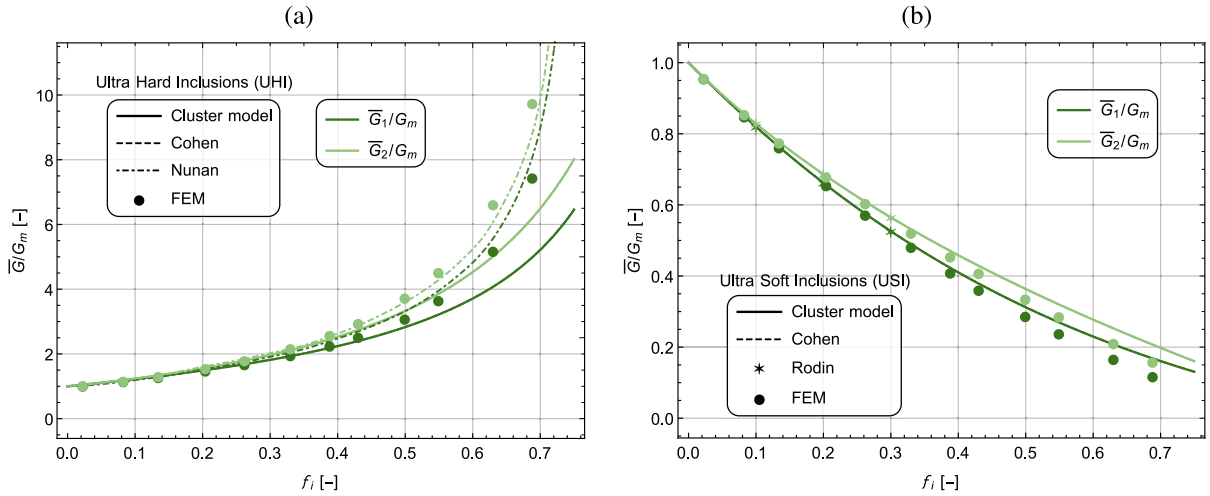 (a)
Ultra Hard Inclusions (UHI)
Cluster model
Cohen
Nunan
FEM
G̅₁/Gₘ
G̅₂/Gₘ
10
8
6
4
2
0
G̅/Gₘ [–]
0.0 0.1 0.2 0.3 0.4 0.5 0.6 0.7
fᵢ [–]
(b)
G̅₁/Gₘ
G̅₂/Gₘ
Ultra Soft Inclusions (USI)
Cluster model
Cohen
Rodin
FEM
1.0
0.8
0.6
0.4
0.2
0.0
G̅/Gₘ [–]
0.0 0.1 0.2 0.3 0.4 0.5 0.6 0.7
fᵢ [–]